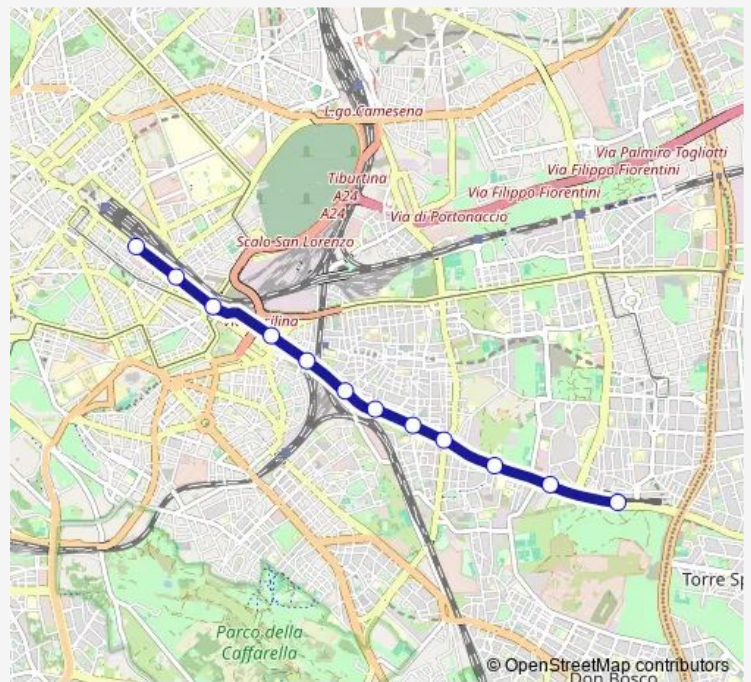 L.go Camesena
Via Palmiro Togliatti
Via Filippo Fiorentini
Tiburtina
A24
A24
Via Filippo Fiorentini
Via di Portonaccio
Scalo San Lorenzo
Torre Sp
Parco della
Caffarella
© OpenStreetMap contributors
Don Bosco